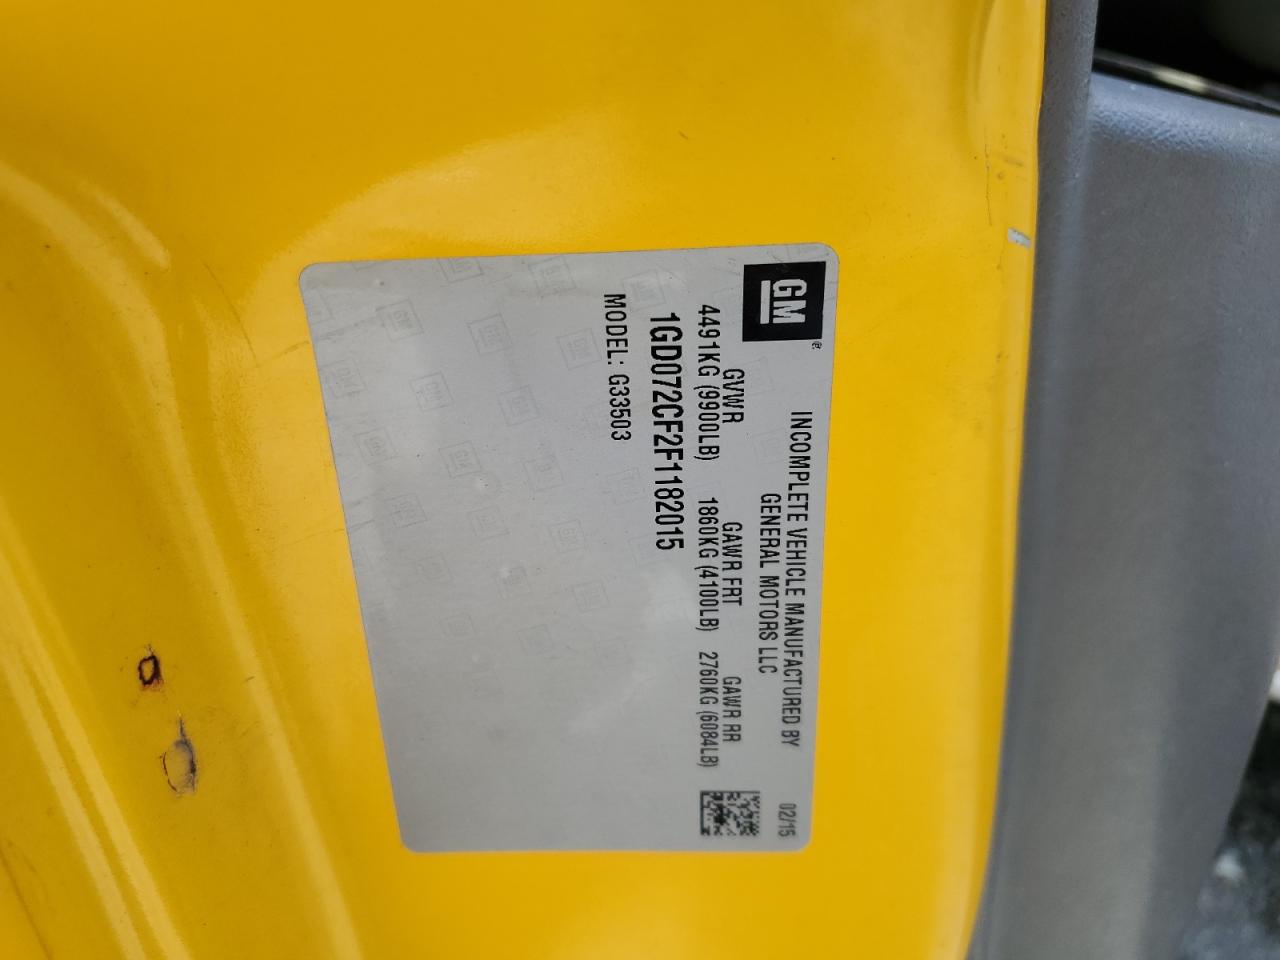 GM®
INCOMPLETE VEHICLE MANUFACTURED BY 02/15
GENERAL MOTORS LLC
GVWR GAWR FRT GAWR RR
4491KG (9900LB) 1860KG (4100LB) 2760KG (6084LB)
1GD072CF2F1182015
MODEL: G33503